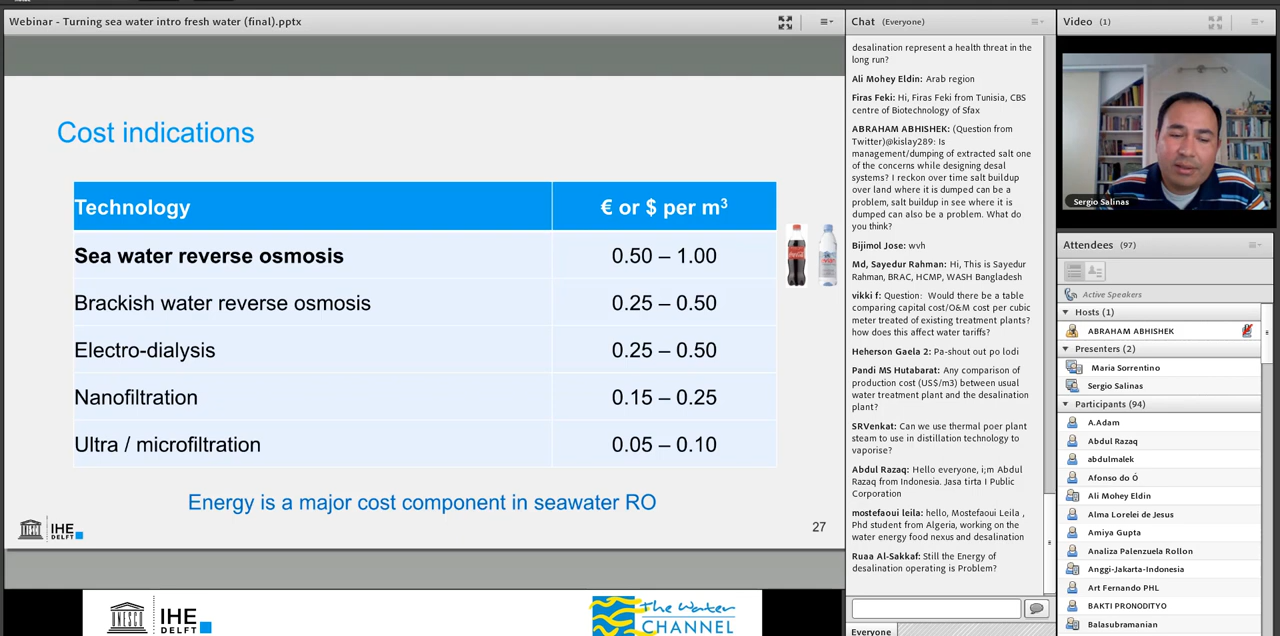 Webinar - Turning sea water intro fresh water (final).pptx
Cost indications
Technology € or $ per m³
Sea water reverse osmosis 0.50 – 1.00
Brackish water reverse osmosis 0.25 – 0.50
Electro-dialysis 0.25 – 0.50
Nanofiltration 0.15 – 0.25
Ultra / microfiltration 0.05 – 0.10
Energy is a major cost component in seawater RO
IHE
DELFT
27
UNESCO
IHE
DELFT
The Water
CHANNEL
Chat (Everyone)
desalination represent a health threat in the
long run?
Ali Mohey Eldin: Arab region
Firas Feki: Hi, Firas Feki from Tunisia, CBS
centre of Biotechnology of Sfax
ABRAHAM ABHISHEK: (Question from
Twitter)@kislay289: Is
management/dumping of extracted salt one
of the concerns while designing desal
systems? I reckon over time salt buildup
over land where it is dumped can be a
problem, salt buildup in see where it is
dumped can also be a problem. What do
you think?
Bijimol Jose: wvh
Md, Sayedur Rahman: Hi, This is Sayedur
Rahman, BRAC, HCMP, WASH Bangladesh
vikki f: Question: Would there be a table
comparing capital cost/O&M cost per cubic
meter treated of existing treatment plants?
how does this affect water tariffs?
Heherson Gaela 2: Pa-shout out po lodi
Pandi MS Hutabarat: Any comparison of
production cost (US$/m3) between usual
water treatment plant and the desalination
plant?
SRVenkat: Can we use thermal poer plant
steam to use in distillation technology to
vaporise?
Abdul Razaq: Hello everyone, i;m Abdul
Razaq from Indonesia. Jasa tirta I Public
Corporation
mostefaoui leila: hello, Mostefaoui Leila ,
Phd student from Algeria, working on the
water energy food nexus and desalination
Ruaa Al-Sakkaf: Still the Energy of
desalination operating is Problem?
Everyone
Video (1)
Sergio Salinas
Attendees (97)
Active Speakers
Hosts (1)
ABRAHAM ABHISHEK
Presenters (2)
Maria Sorrentino
Sergio Salinas
Participants (94)
A.Adam
Abdul Razaq
abdulmalek
Afonso do Ó
Ali Mohey Eldin
Alma Lorelei de Jesus
Amiya Gupta
Analiza Palenzuela Rollon
Anggi-Jakarta-Indonesia
Art Fernando PHL
BAKTI PRONODITYO
Balasubramanian